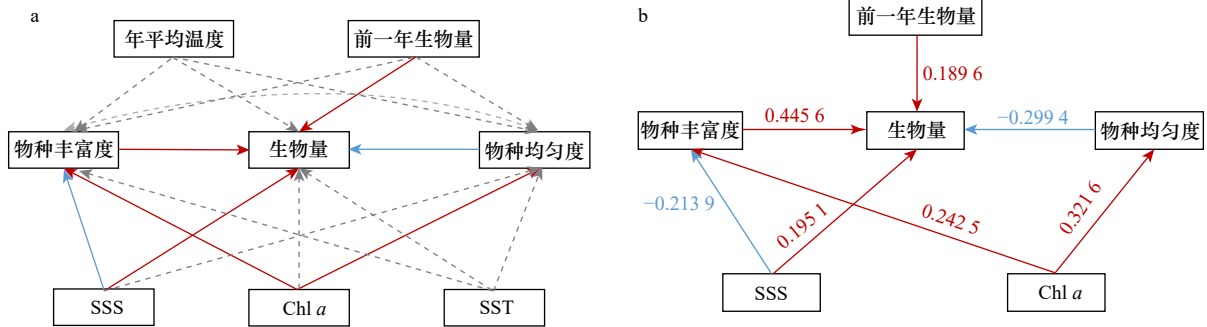 a
年平均温度
前一年生物量
物种丰富度
生物量
物种均匀度
SSS
Chl a
SST
b
前一年生物量
0.189 6
物种丰富度
0.445 6
生物量
−0.299 4
物种均匀度
−0.213 9
0.195 1
0.242 5
0.321 6
SSS
Chl a